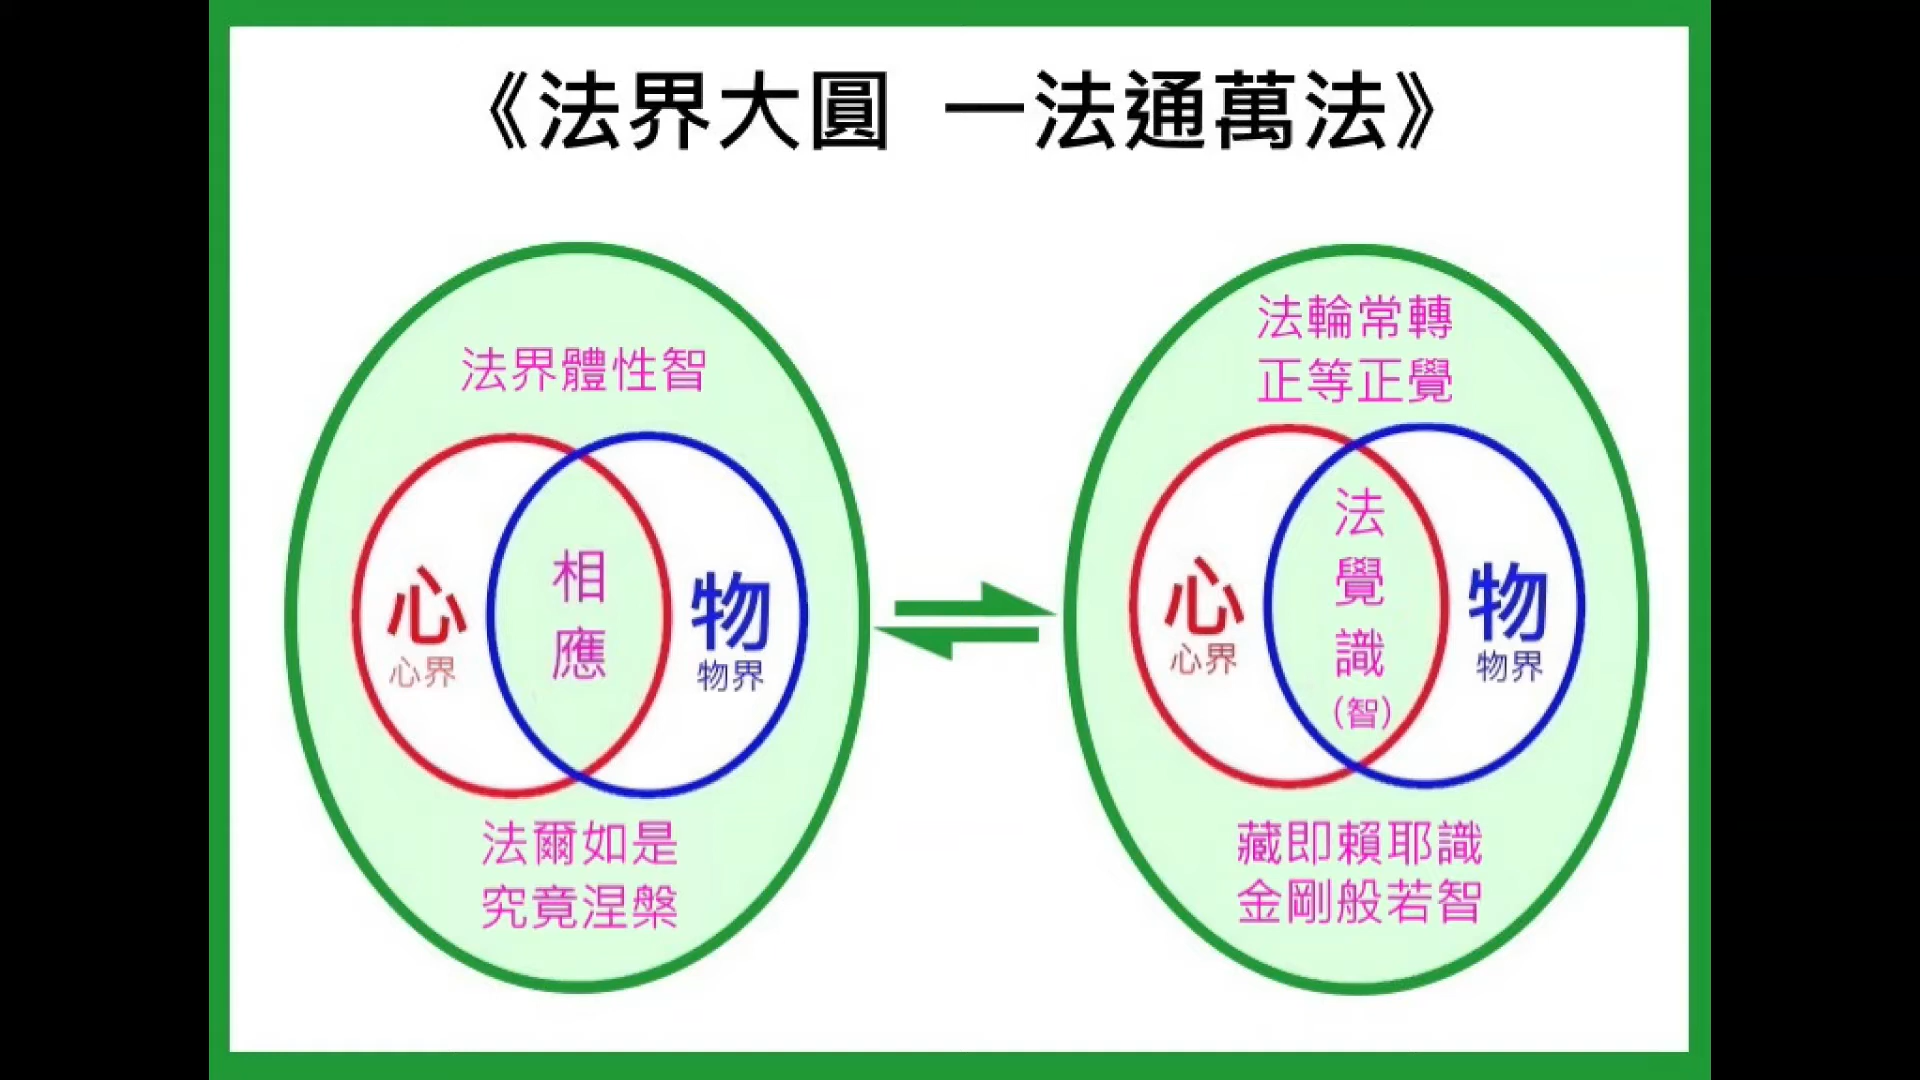 《法界大圓 一法通萬法》
法界體性智
心
心界
相
應
物
物界
法爾如是
究竟涅槃
法輪常轉
正等正覺
心
心界
法
覺
識
(智)
物
物界
藏即賴耶識
金剛般若智